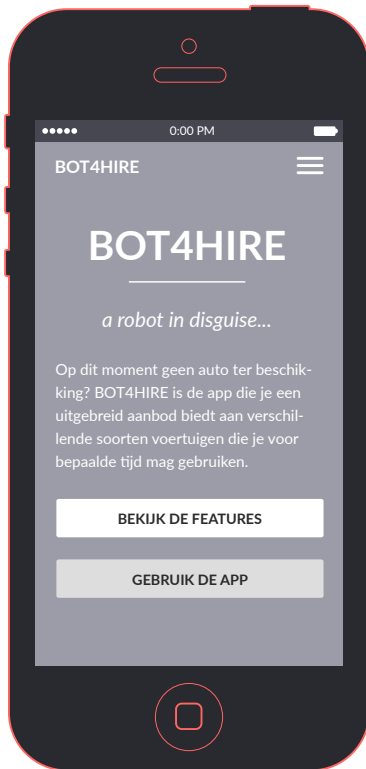 0:00 PM
BOT4HIRE
BOT4HIRE
a robot in disguise...
Op dit moment geen auto ter beschik-
king? BOT4HIRE is de app die je een
uitgebreid aanbod biedt aan verschil-
lende soorten voertuigen die je voor
bepaalde tijd mag gebruiken.
BEKIJK DE FEATURES
GEBRUIK DE APP